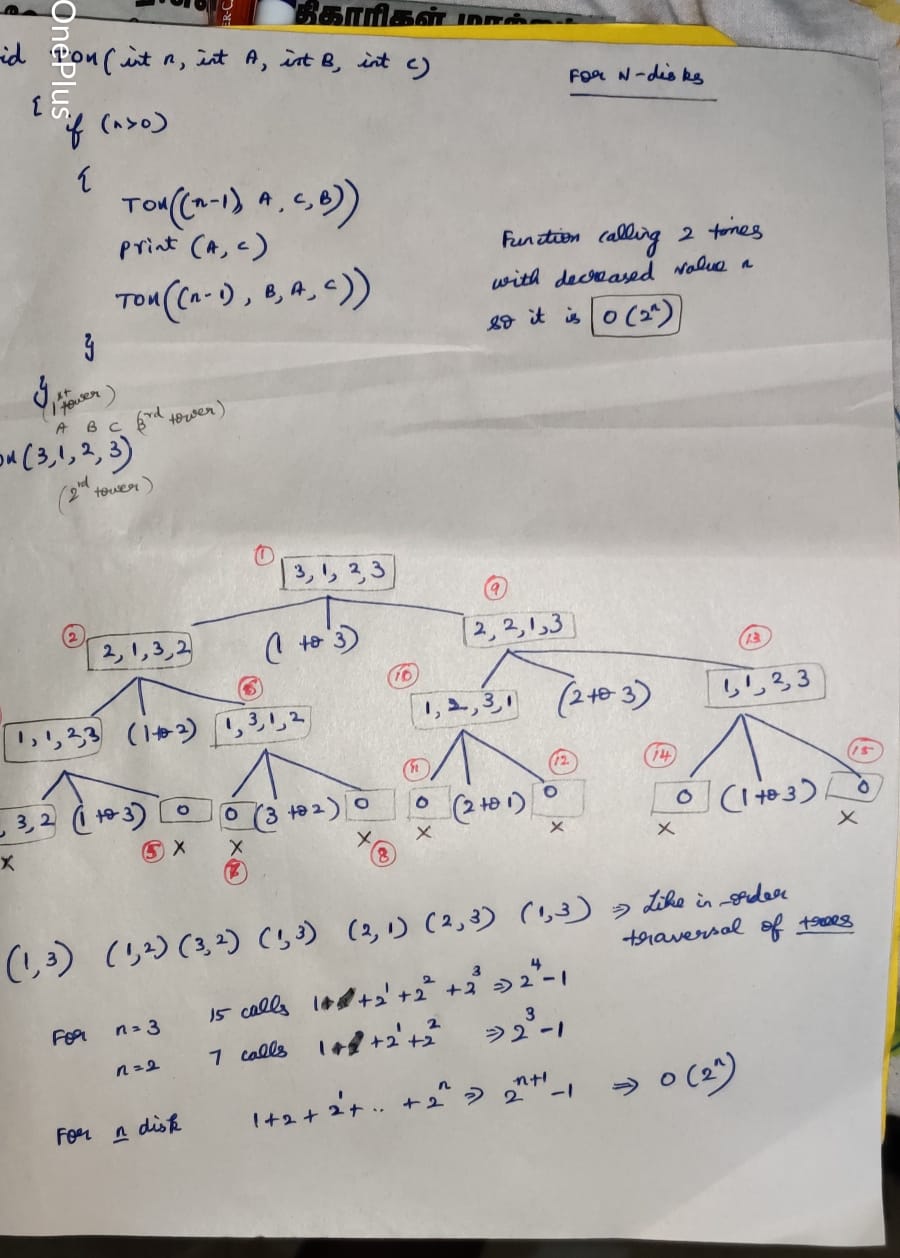 திகாரிகள்
OnePlus
id TOH (int n, int A, int B, int C)
FOR N-disks
{
if (n>0)
{
TOH((n-1), A, C, B))
print (A, C)
TOH((n-1), B, A, C))
}
}
Function calling 2 times
with decreased value n
so it is O(2^n)
(1st tower)
A B C (3rd tower)
OH (3,1,2,3)
(2rd tower)
1
3, 1, 2, 3
9
2
2, 1, 3, 2
(1 to 3)
2, 2, 1, 3
13
6
10
1, 1, 2, 3
(1 to 2)
1, 3, 1, 2
1, 2, 3, 1
(2 to 3)
1, 1, 2, 3
11
12
14
15
, 3, 2 (1 to 3) 0 0 (3 to 2) 0 0 (2 to 1) 0 0 (1 to 3) 0
x 5 x x x x x x x
7 8
(1,3) (1,2) (3,2) (1,3) (2,1) (2,3) (1,3) ⇒ Like in-order
traversal of trees
For n=3 15 calls 1+2^1+2^2+2^3 ⇒ 2^4-1
n=2 7 calls 1+2^1+2^2 ⇒ 2^3-1
For n disk 1+2+2^1+..+2^n ⇒ 2^n+1 -1 ⇒ O(2^n)